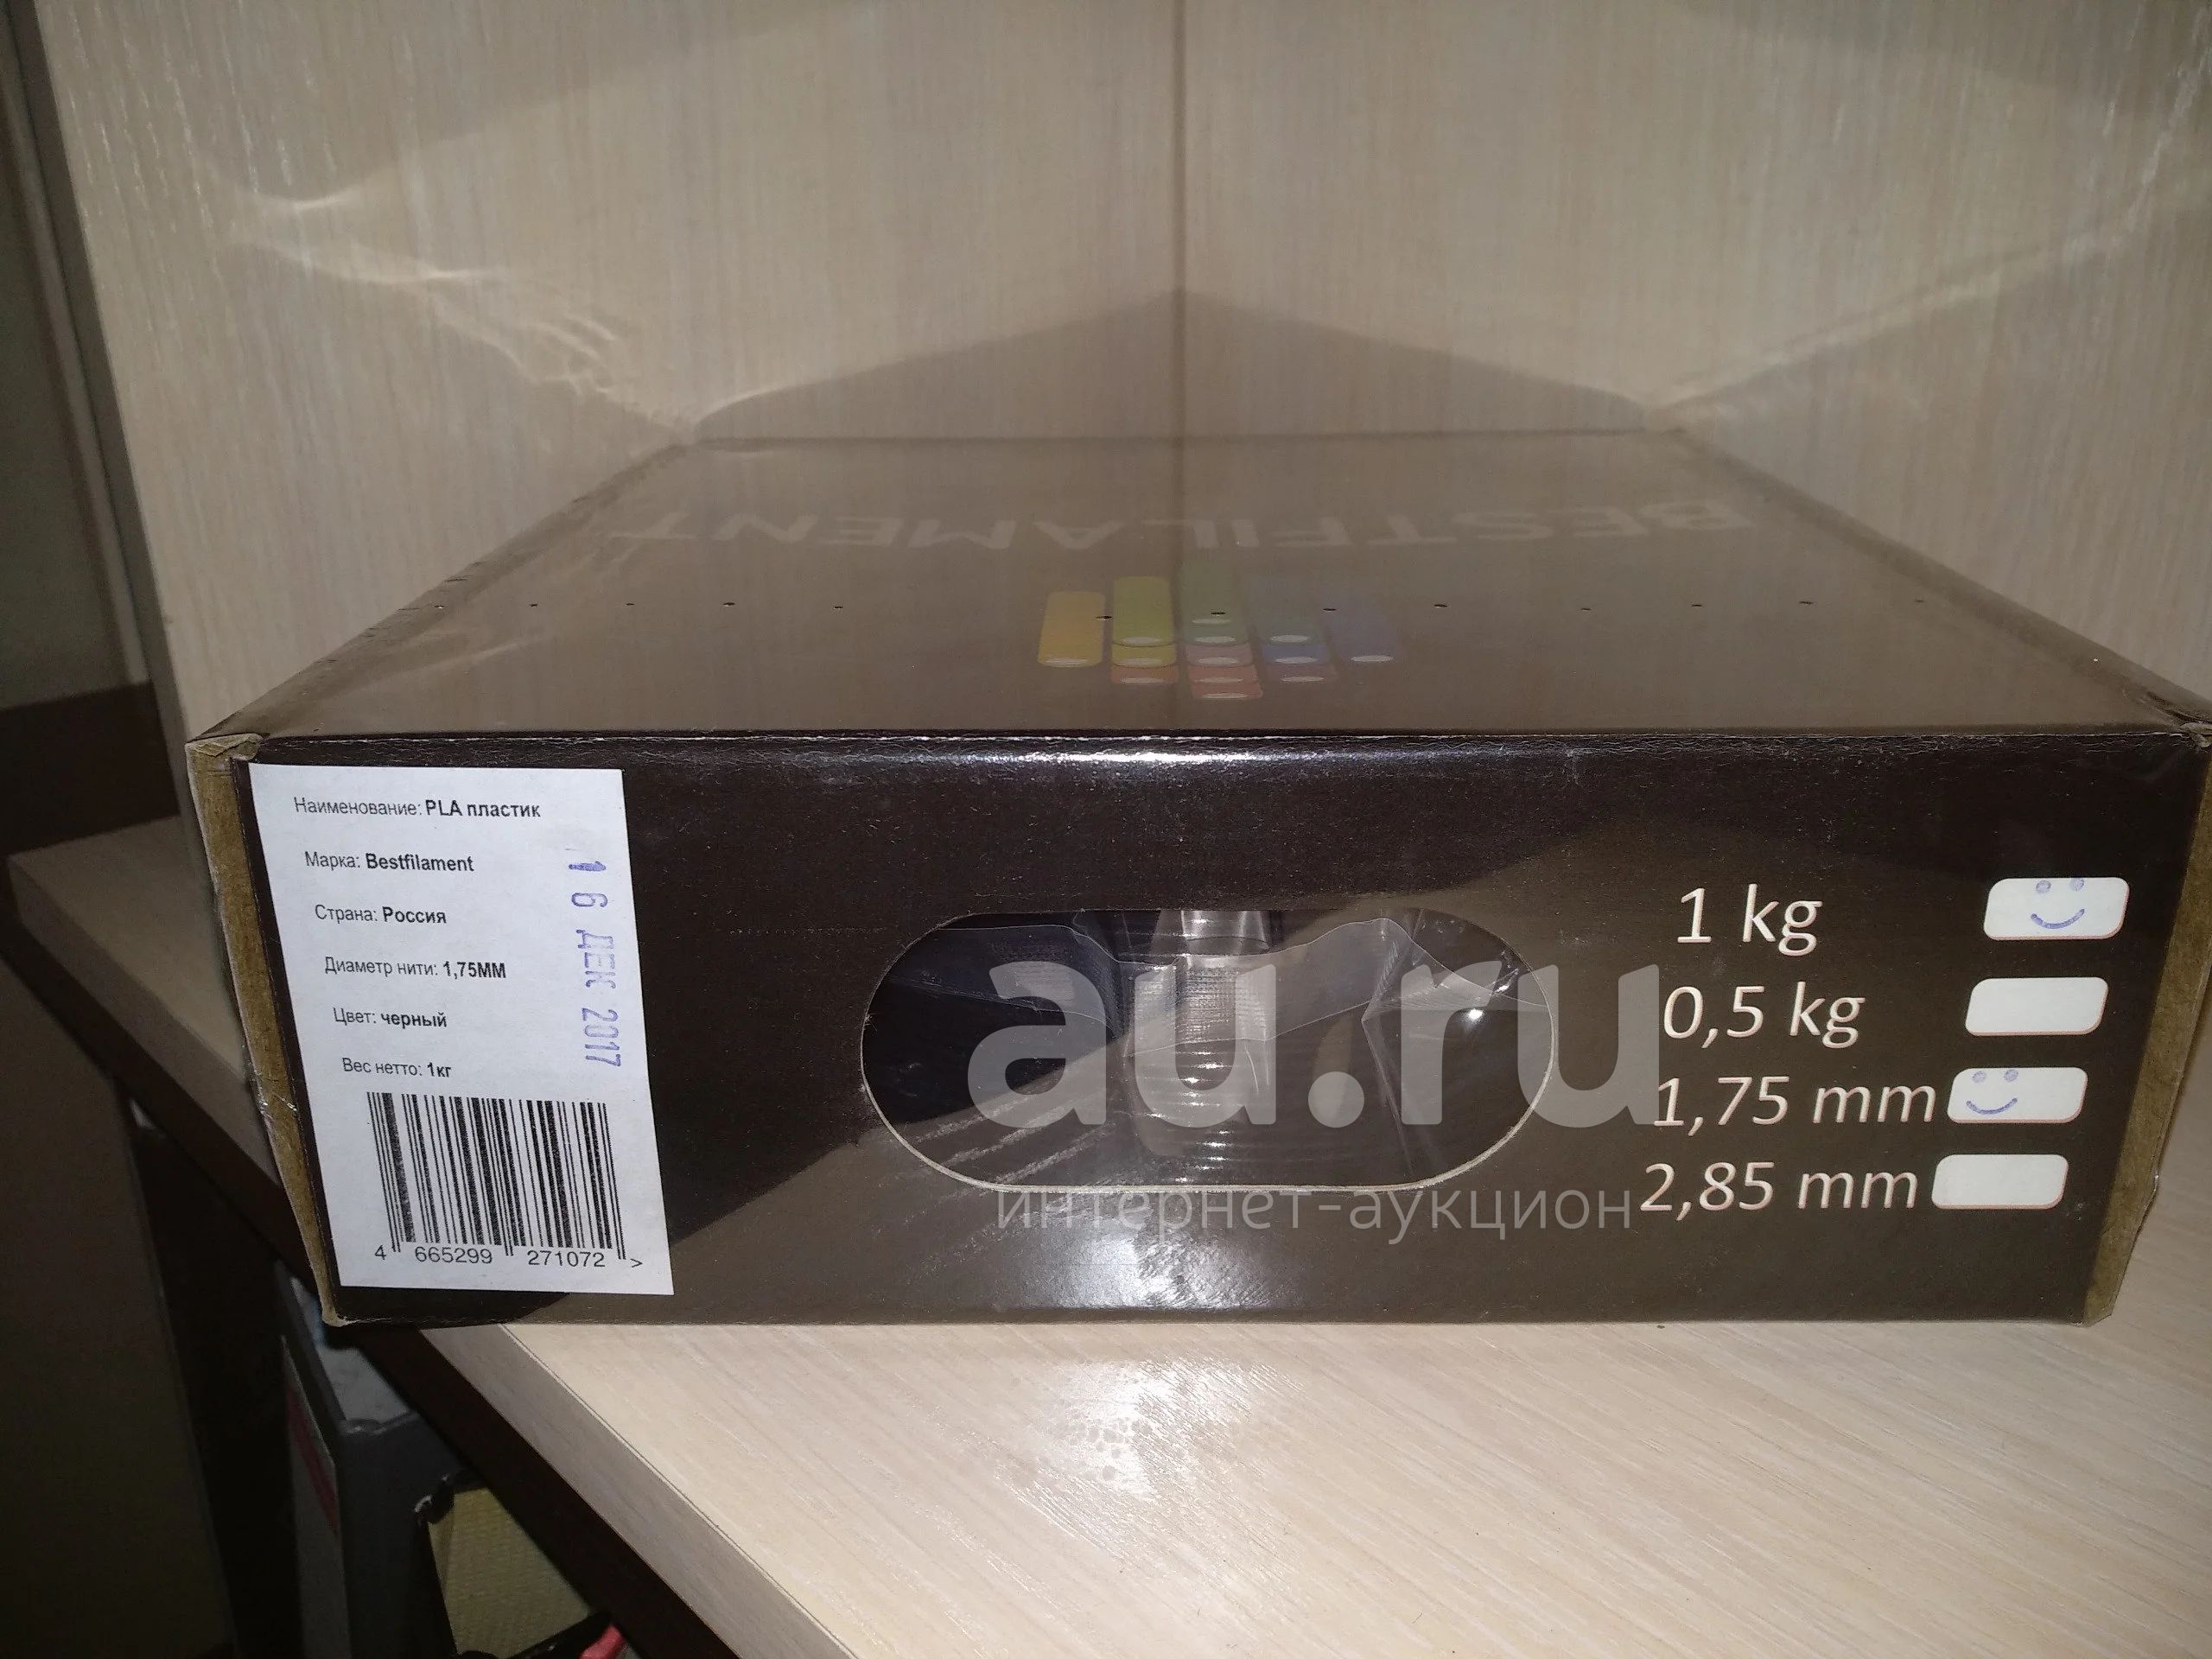 BESTFILAMENT
Наименование: PLA пластик
Марка: Bestfilament
Страна: Россия
Диаметр нити: 1,75ММ
Цвет: черный
Вес нетто: 1кг
16 ДЕК 2017
4 665299 271072 >
1 kg
0,5 kg
1,75 mm
2,85 mm
au.ru
интернет-аукцион